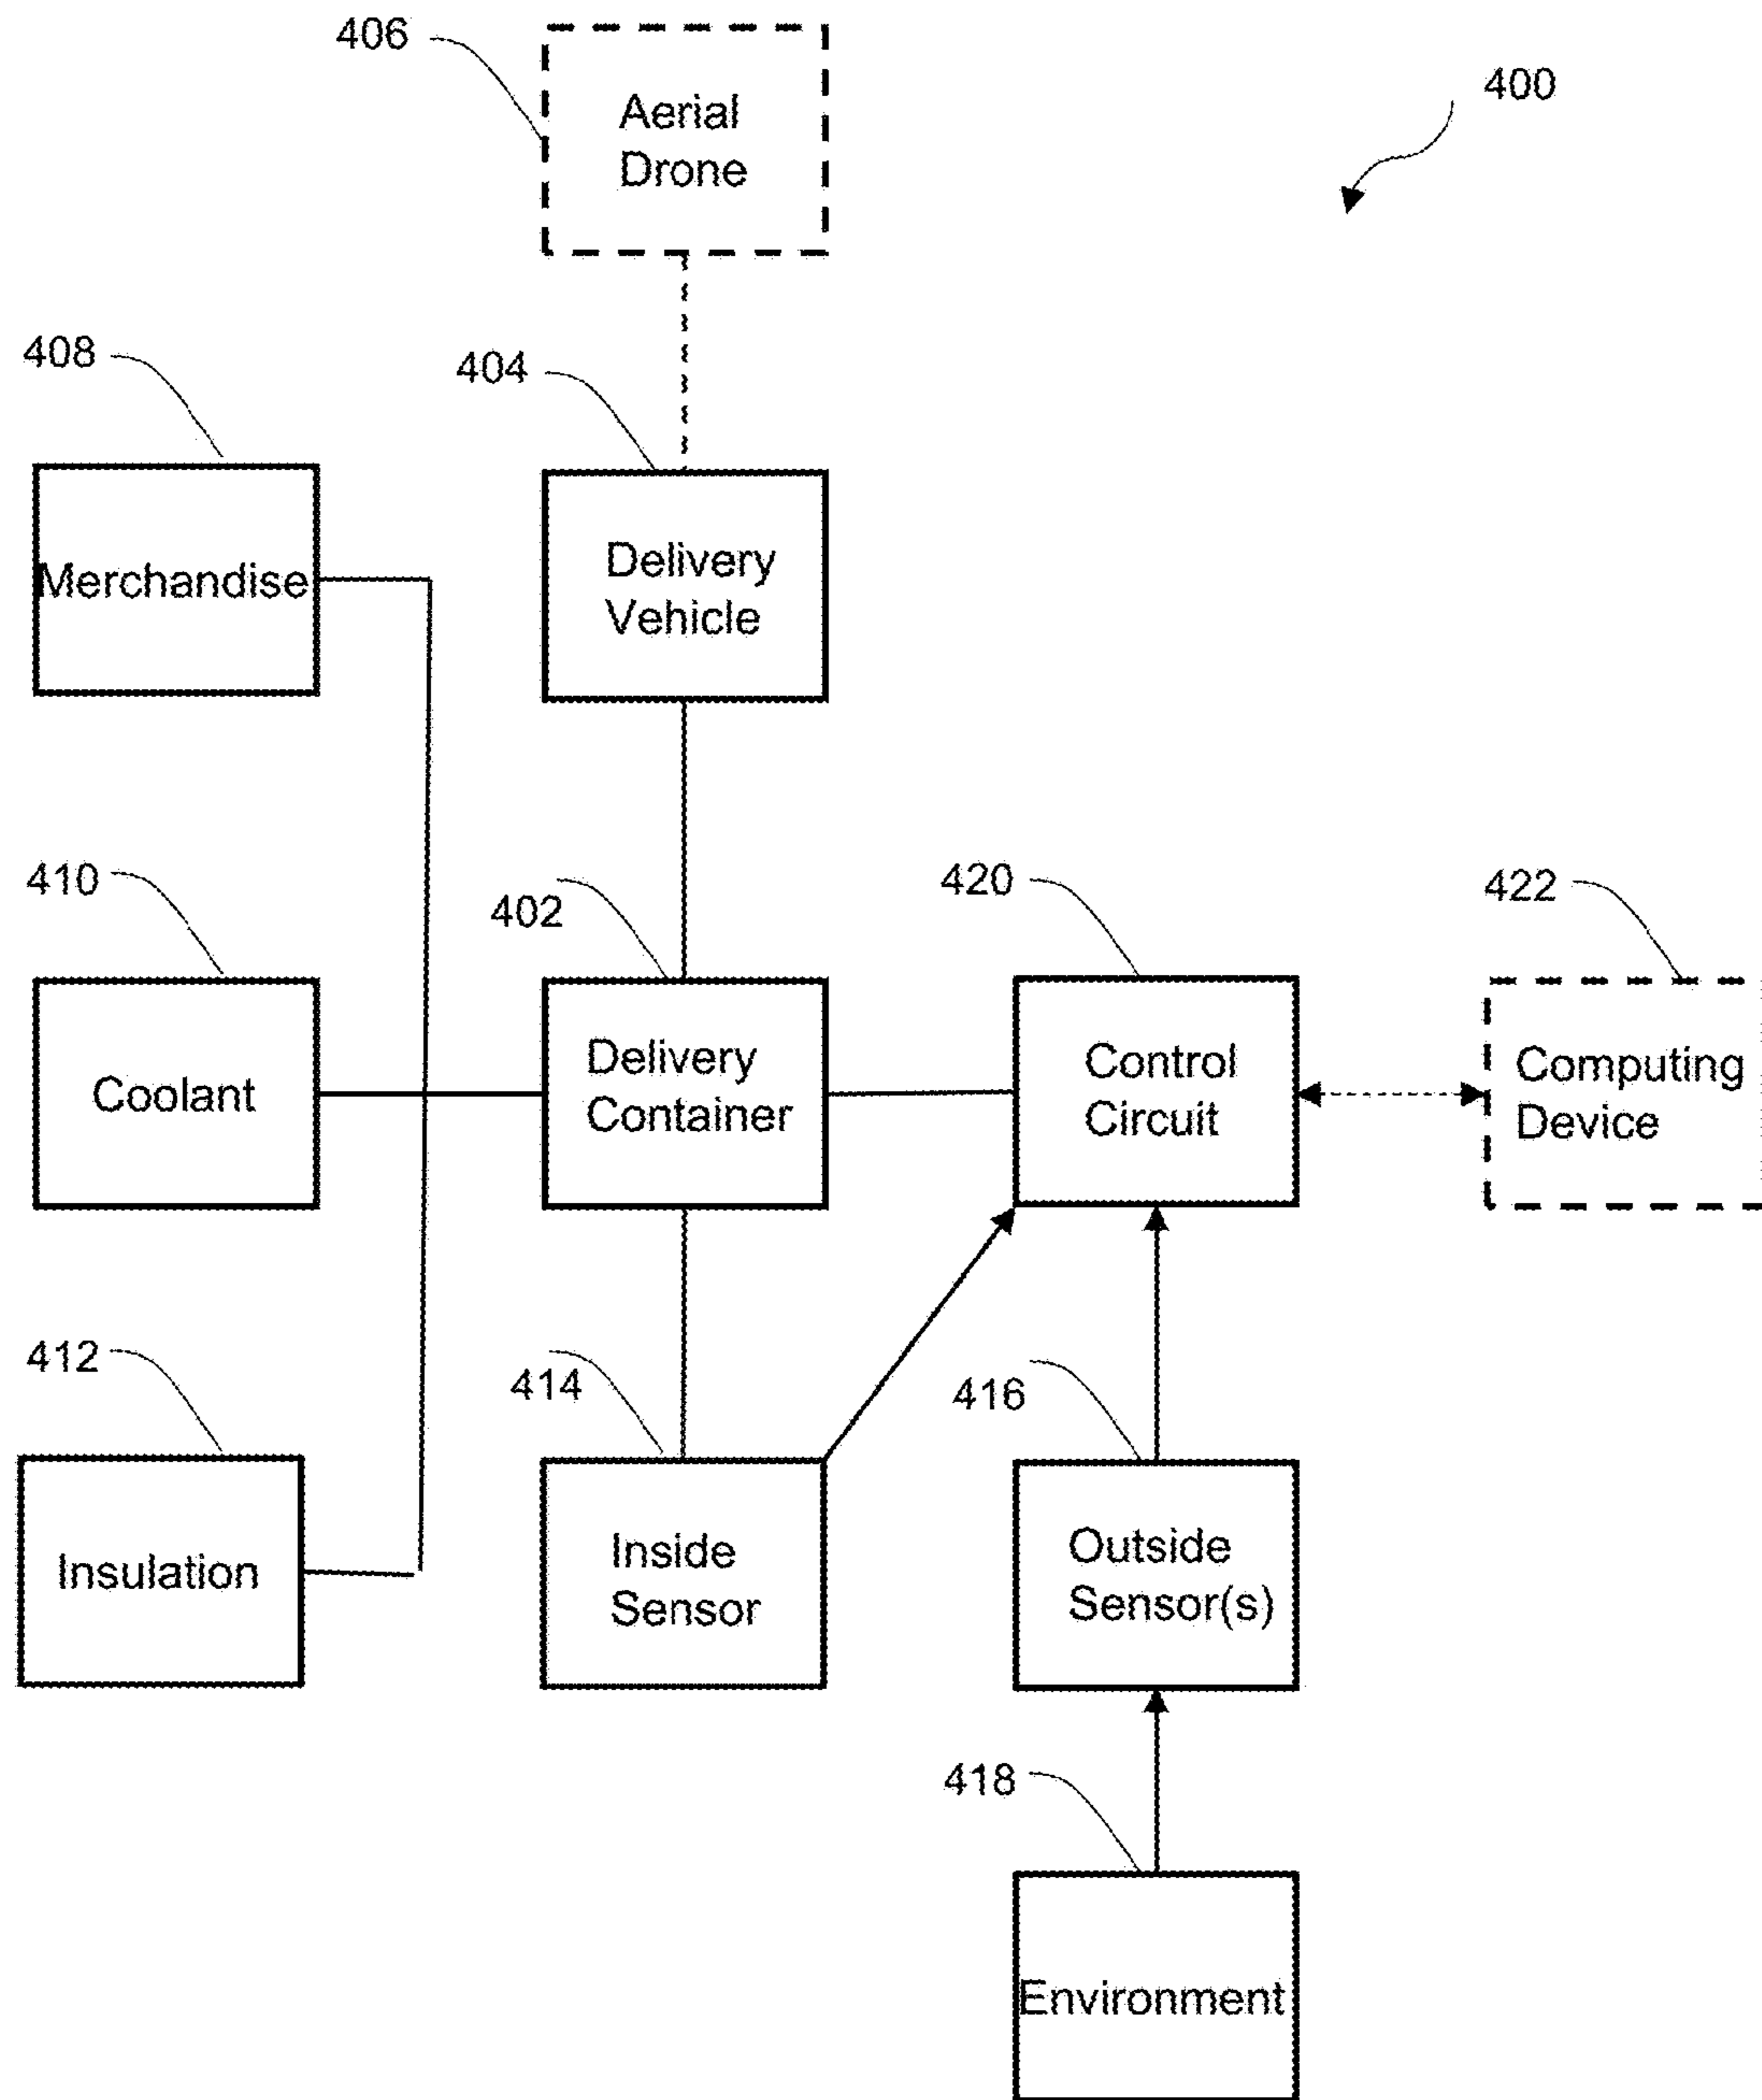 406
Aerial
Drone
400
408
404
Merchandise
Delivery
Vehicle
410
402
420
422
Coolant
Delivery
Container
Control
Circuit
Computing
Device
412
414
416
Insulation
Inside
Sensor
Outside
Sensor(s)
418
Environment